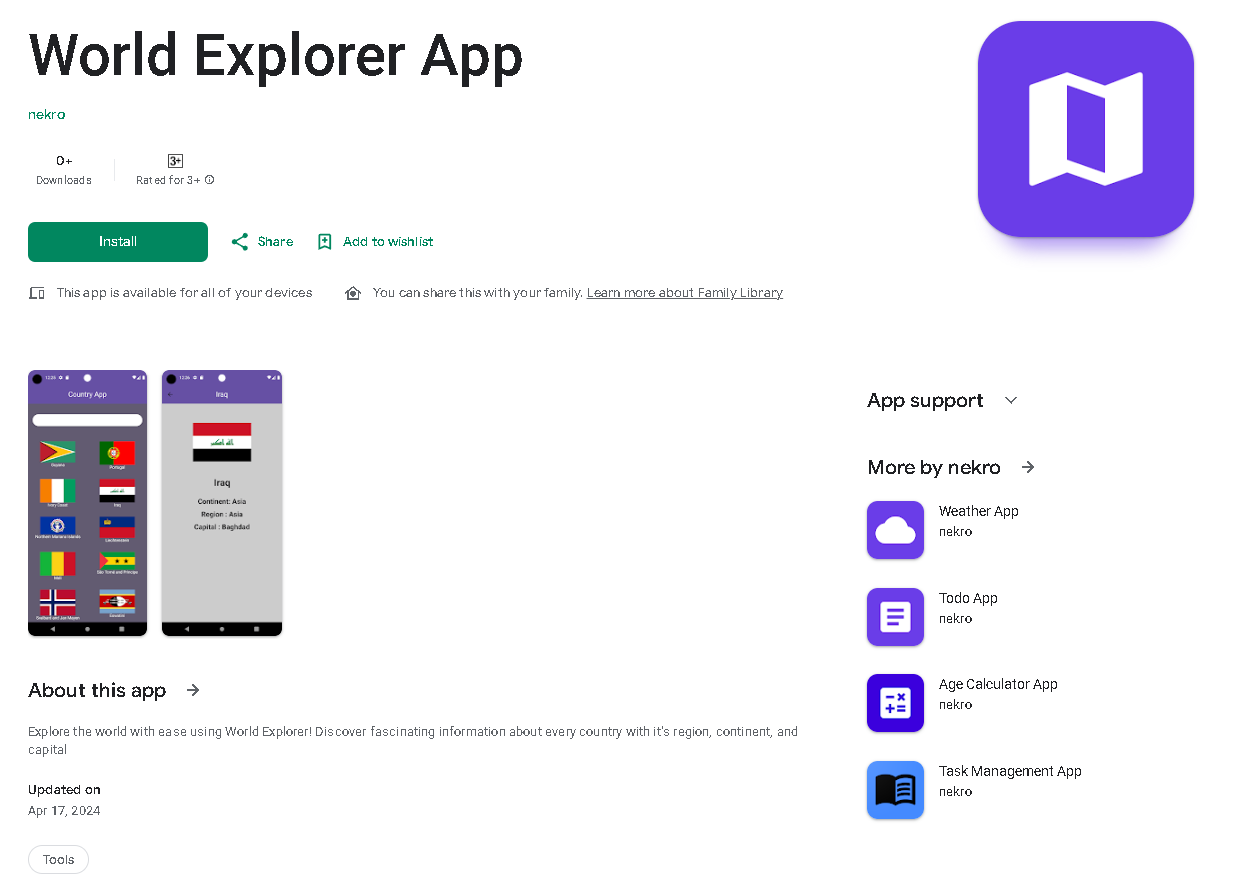 World Explorer App
nekro
0+
Downloads
3+
Rated for 3+
Install
Share
Add to wishlist
This app is available for all of your devices
You can share this with your family. Learn more about Family Library
12:26
Country App
Guyana
Portugal
Ivory Coast
Iraq
Northern Mariana Islands
Liechtenstein
Mali
São Tomé and Príncipe
Svalbard and Jan Mayen
Eswatini
12:26
Iraq
Iraq
Continent: Asia
Region : Asia
Capital : Baghdad
App support
More by nekro
Weather App
nekro
Todo App
nekro
Age Calculator App
nekro
Task Management App
nekro
About this app
Explore the world with ease using World Explorer! Discover fascinating information about every country with it's region, continent, and
capital
Updated on
Apr 17, 2024
Tools